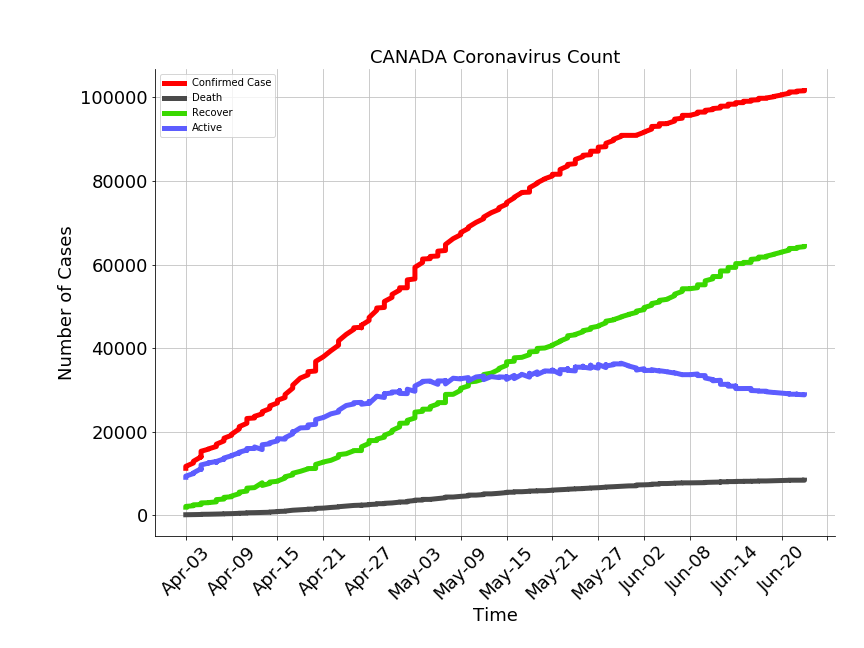 CANADA Coronavirus Count
Confirmed Case
Death
Recover
Active
Number of Cases
100000
80000
60000
40000
20000
0
Apr-03
Apr-09
Apr-15
Apr-21
Apr-27
May-03
May-09
May-15
May-21
May-27
Jun-02
Jun-08
Jun-14
Jun-20
Time